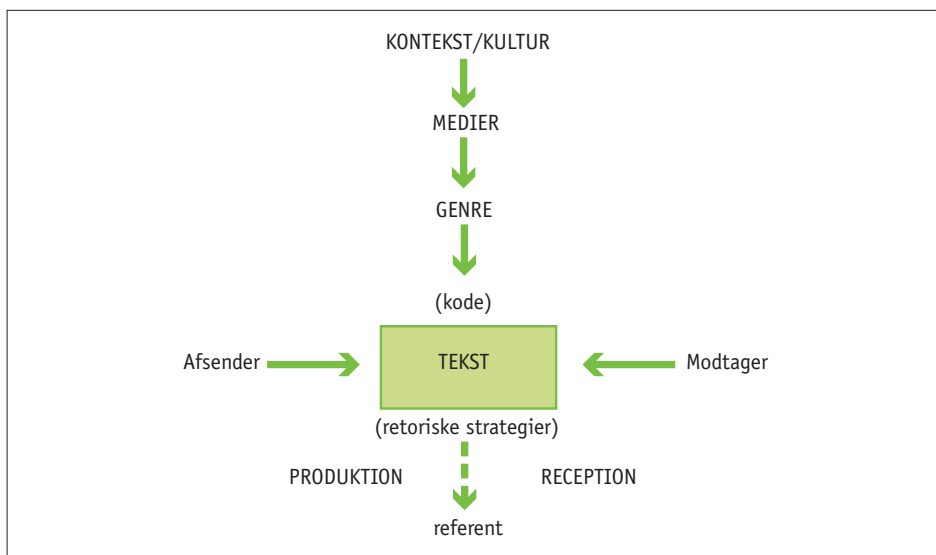 KONTEKST/KULTUR
MEDIER
GENRE
(kode)
Afsender
TEKST
Modtager
(retoriske strategier)
PRODUKTION
RECEPTION
referent